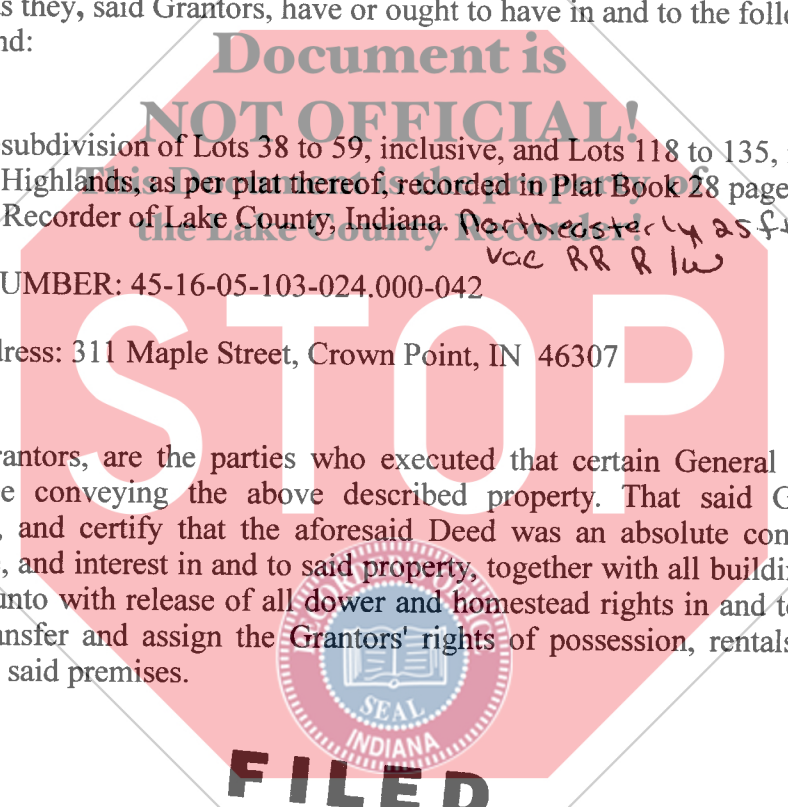 s they, said Grantors, have or ought to have in and to the follo
nd:
Document is
NOT OFFICIAL!
This Document is the property of
the Lake County Recorder!
subdivision of Lots 38 to 59, inclusive, and Lots 118 to 135,
Highlands, as per plat thereof, recorded in Plat Book 28 page
Recorder of Lake County, Indiana. Northeasterly 25 ft
vac RR R/w
UMBER: 45-16-05-103-024.000-042
ress: 311 Maple Street, Crown Point, IN 46307
STOP
rantors, are the parties who executed that certain General
e conveying the above described property. That said G
, and certify that the aforesaid Deed was an absolute con
, and interest in and to said property, together with all buildi
unto with release of all dower and homestead rights in and t
ansfer and assign the Grantors' rights of possession, rentals
said premises.
SEAL
INDIANA
FILED